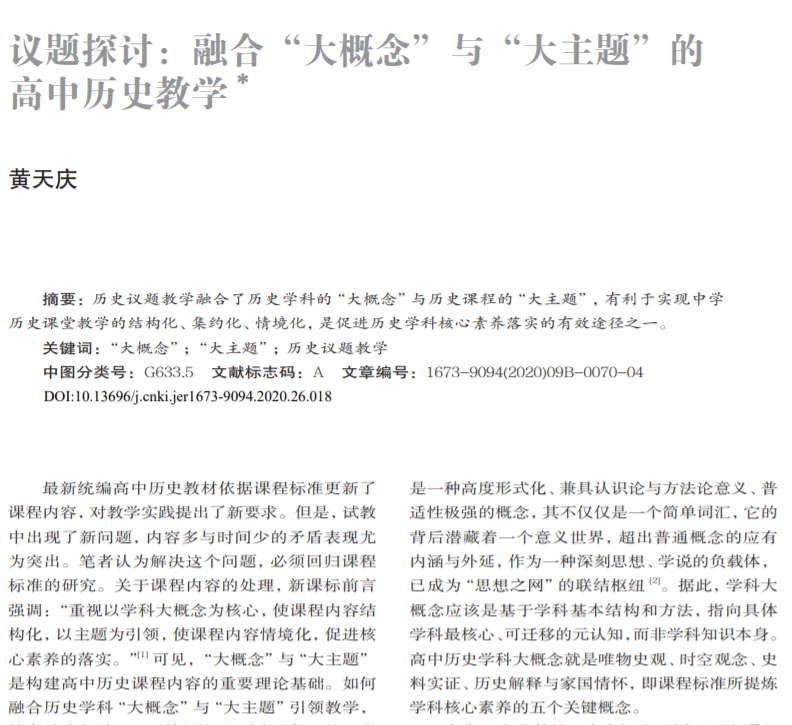 议题探讨：融合“大概念”与“大主题”的
高中历史教学*
黄天庆
摘要：历史议题教学融合了历史学科的“大概念”与历史课程的“大主题”，有利于实现中学
历史课堂教学的结构化、集约化、情境化，是促进历史学科核心素养落实的有效途径之一。
关键词：“大概念”；“大主题”；历史议题教学
中图分类号：G633.5 文献标志码：A 文章编号：1673-9094(2020)09B-0070-04
DOI:10.13696/j.cnki.jer1673-9094.2020.26.018
最新统编高中历史教材依据课程标准更新了
课程内容，对教学实践提出了新要求。但是，试教
中出现了新问题，内容多与时间少的矛盾表现尤
为突出。笔者认为解决这个问题，必须回归课程
标准的研究。关于课程内容的处理，新课标前言
强调：“重视以学科大概念为核心，使课程内容结
构化，以主题为引领，使课程内容情境化，促进核
心素养的落实。”[1]可见，“大概念”与“大主题”
是构建高中历史课程内容的重要理论基础。如何
融合历史学科“大概念”与“大主题”引领教学，
是一种高度形式化、兼具认识论与方法论意义、普
适性极强的概念，其不仅仅是一个简单词汇，它的
背后潜藏着一个意义世界，超出普通概念的应有
内涵与外延，作为一种深刻思想、学说的负载体，
已成为“思想之网”的联结枢纽[2]。据此，学科大
概念应该是基于学科基本结构和方法，指向具体
学科最核心、可迁移的元认知，而非学科知识本身。
高中历史学科大概念就是唯物史观、时空观念、史
料实证、历史解释与家国情怀，即课程标准所提炼
学科核心素养的五个关键概念。